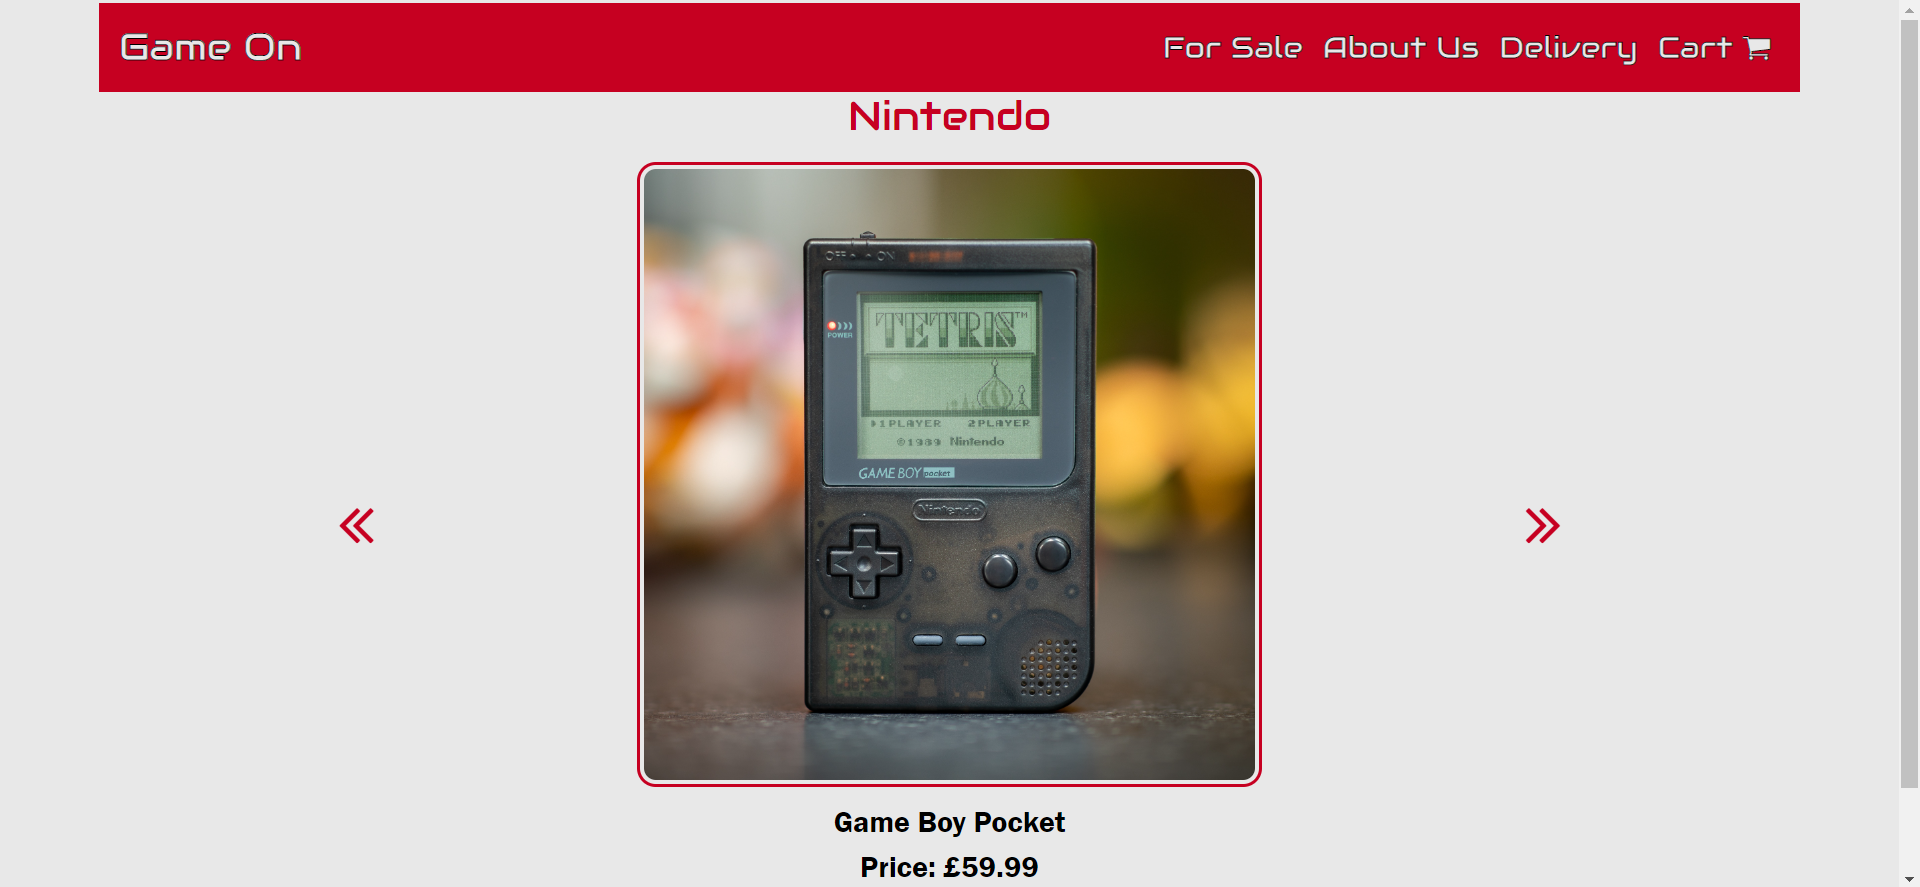 Game On
For Sale About Us Delivery Cart
Nintendo
OFF ON
POWER
TETRIS™
1PLAYER 2PLAYER
©1989 Nintendo
GAME BOY pocket
Nintendo
Game Boy Pocket
Price: £59.99